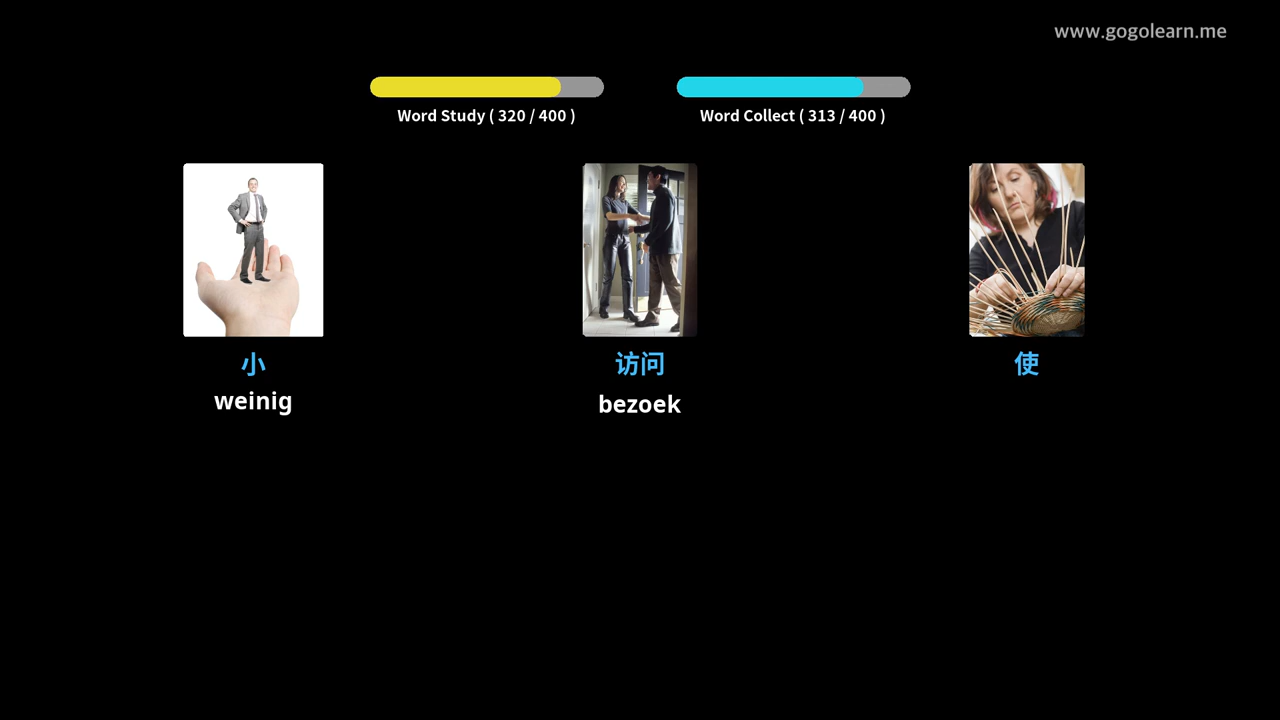 www.gogolearn.me
Word Study ( 320 / 400 )
Word Collect ( 313 / 400 )
小
访问
使
weinig
bezoek